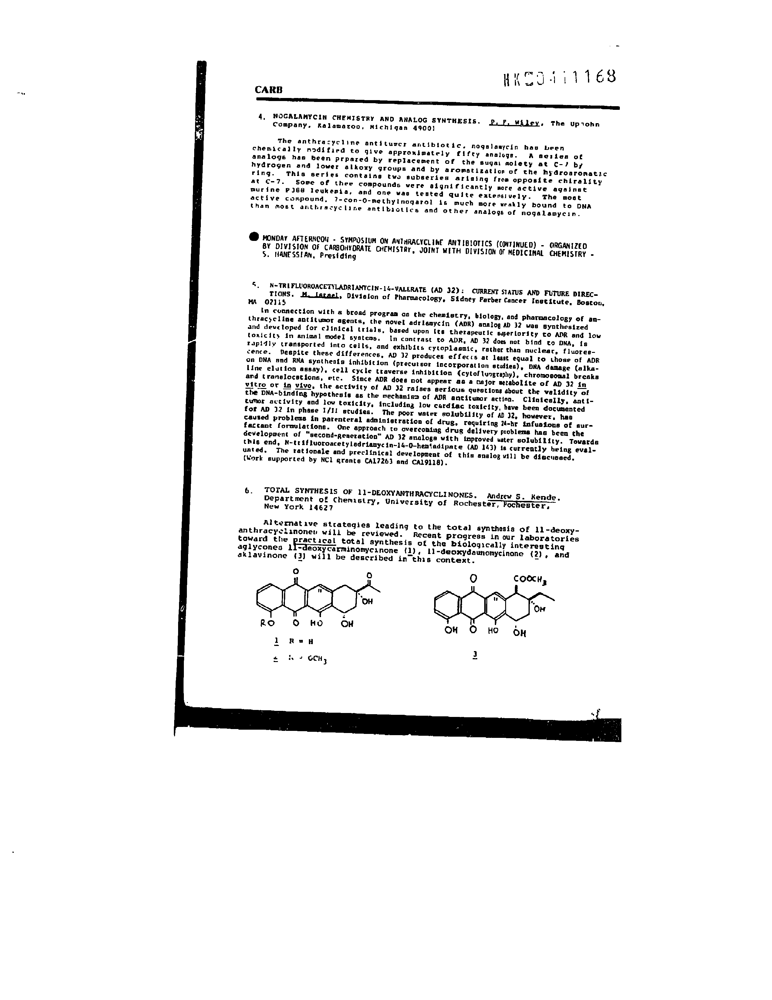 HK50411168
CARB
4. NOGALAMYCIN CHEMISTRY AND ANALOG SYNTHESIS. P. F. Wiley, The Upjohn
Company, Kalamazoo, Michigan 49001
The anthracycline antitumor antibiotic, nogalamycin has been
chemically modified to give approximately fifty analogs. A series of
analogs has been prpared by replacement of the sugar moiety at C-7 by
hydrogen and lower alkoxy groups and by aromatization of the hydroaromatic
ring. This series contains two subseries arising from opposite chirality
at C-7. Some of thee compounds were significantly more active against
murine P388 leukemia, and one was tested quite extensively. The most
active compound, 7-con-O-methylnogarol is much more weakly bound to DNA
than most anthracycline antibiotics and other analogs of nogalamycin.
MONDAY AFTERNOON - SYMPOSIUM ON ANTHRACYCLINE ANTIBIOTICS (CONTINUED) - ORGANIZED
BY DIVISION OF CARBOHYDRATE CHEMISTRY, JOINT WITH DIVISION OF MEDICINAL CHEMISTRY -
S. HANESSIAN, Presiding
5. N-TRIFLUOROACETYLADRIAMYCIN-14-VALERATE (AD 32): CURRENT STATUS AND FUTURE DIREC-
TIONS. M. Israel, Division of Pharmacology, Sidney Farber Cancer Institute, Boston,
MA 02115
In connection with a broad program on the chemistry, biology, and pharmacology of an-
thracycline antitumor agents, the novel adriamycin (ADR) analog AD 32 was synthesized
and developed for clinical trials, based upon its therapeutic superiority to ADR and low
toxicity in animal model systems. In contrast to ADR, AD 32 does not bind to DNA, is
rapidly transported into cells, and exhibits cytoplasmic, rather than nuclear, fluores-
cence. Despite these differences, AD 32 produces effects at least equal to those of ADR
on DNA and RNA synthesis inhibition (precursor incorporation studies), DNA damage (alka-
line elution assay), cell cycle traverse inhibition (cytofluography), chromosomal breaks
and translocations, etc. Since ADR does not appear as a major metabolite of AD 32 in
vitro or in vivo, the activity of AD 32 raises serious questions about the validity of
the DNA-binding hypothesis as the mechanism of ADR antitumor action. Clinically, anti-
tumor activity and low toxicity, including low cardiac toxicity, have been documented
for AD 32 in phase I/II studies. The poor water solubility of AD 32, however, has
caused problems in parenteral administration of drug, requiring 24-hr infusions of sur-
factant formulations. One approach to overcoming drug delivery problems has been the
development of "second-generation" AD 32 analogs with improved water solubility. Towards
this end, N-trifluoroacetyladriamycin-14-O-hemiadipate (AD 143) is currently being eval-
uated. The rationale and preclinical development of this analog will be discussed.
(Work supported by NCI grants CA17263 and CA19118).
6. TOTAL SYNTHESIS OF 11-DEOXYANTHRACYCLINONES. Andrew S. Kende,
Department of Chemistry, University of Rochester, Rochester,
New York 14627
Alternative strategies leading to the total synthesis of 11-deoxy-
anthracyclinones will be reviewed. Recent progress in our laboratories
toward the practical total synthesis of the biologically interesting
aglycones 11-deoxycarminomycinone (1), 11-deoxydaunomycinone (2), and
aklavinone (3) will be described in this context.
O O COOCH3
O O
11 OH 11 OH
RO O HO OH OH O HO OH
1 R = H
3
OCH3